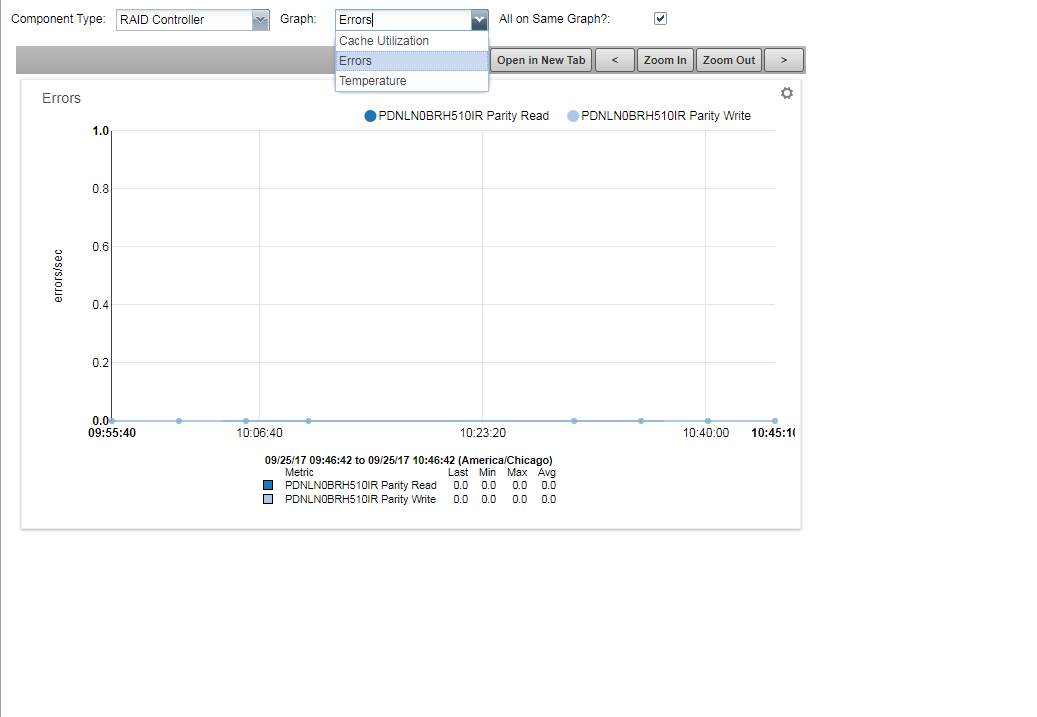 Component Type: RAID Controller Graph: Errors All on Same Graph?:
Cache Utilization
Errors
Temperature
Open in New Tab < Zoom In Zoom Out >
Errors
PDNLN0BRH510IR Parity Read PDNLN0BRH510IR Parity Write
1.0
0.8
0.6
0.4
0.2
0.0
errors/sec
09:55:40 10:06:40 10:23:20 10:40:00 10:45:10
09/25/17 09:46:42 to 09/25/17 10:46:42 (America/Chicago)
Metric Last Min Max Avg
PDNLN0BRH510IR Parity Read 0.0 0.0 0.0 0.0
PDNLN0BRH510IR Parity Write 0.0 0.0 0.0 0.0